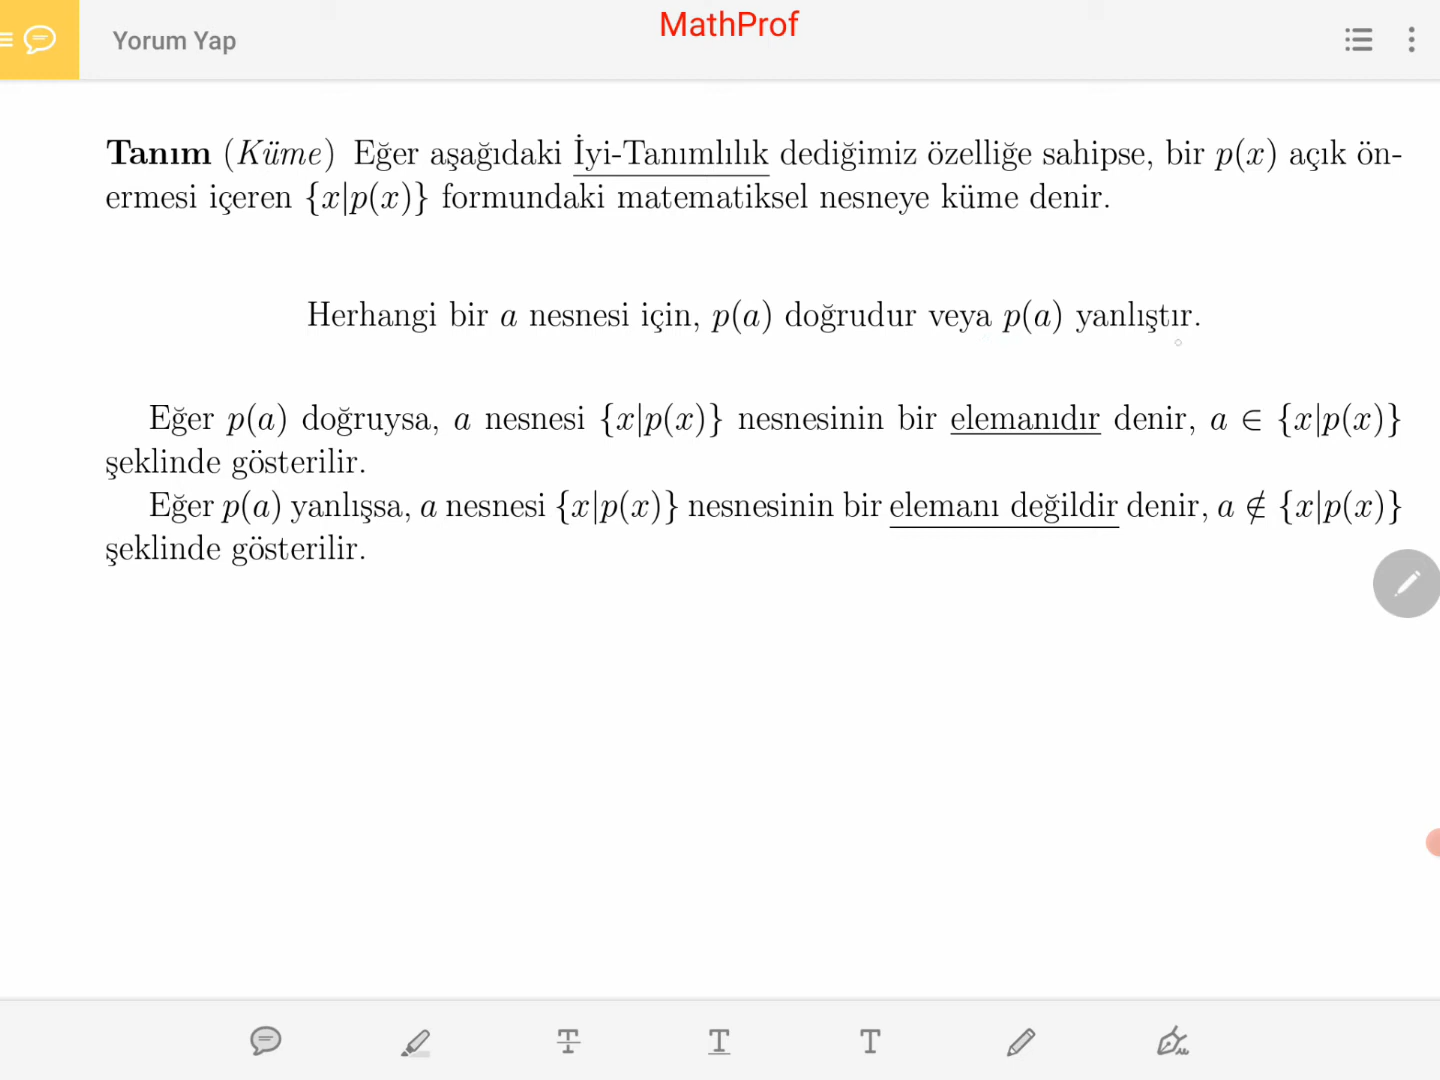 MathProf
Yorum Yap
Tanım (Küme) Eğer aşağıdaki İyi-Tanımlılık dediğimiz özelliğe sahipse, bir p(x) açık ön-
ermesi içeren {x|p(x)} formundaki matematiksel nesneye küme denir.
Herhangi bir a nesnesi için, p(a) doğrudur veya p(a) yanlıştır.
Eğer p(a) doğruysa, a nesnesi {x|p(x)} nesnesinin bir elemanıdır denir, a ∈ {x|p(x)}
şeklinde gösterilir.
Eğer p(a) yanlışsa, a nesnesi {x|p(x)} nesnesinin bir elemanı değildir denir, a ∉ {x|p(x)}
şeklinde gösterilir.